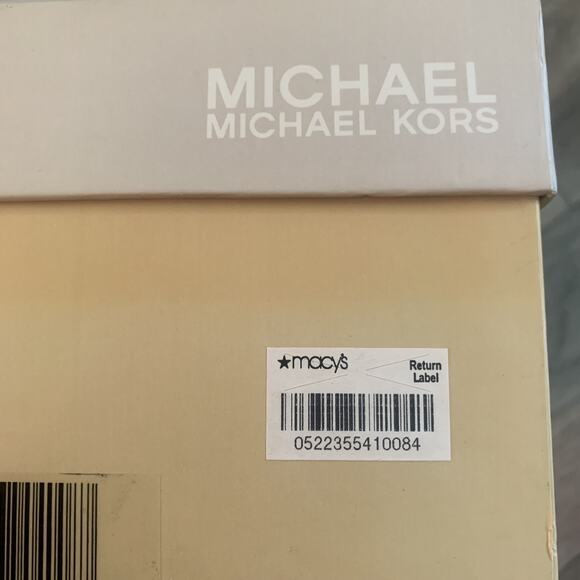 MICHAEL
MICHAEL KORS
★macy's
Return
Label
0522355410084